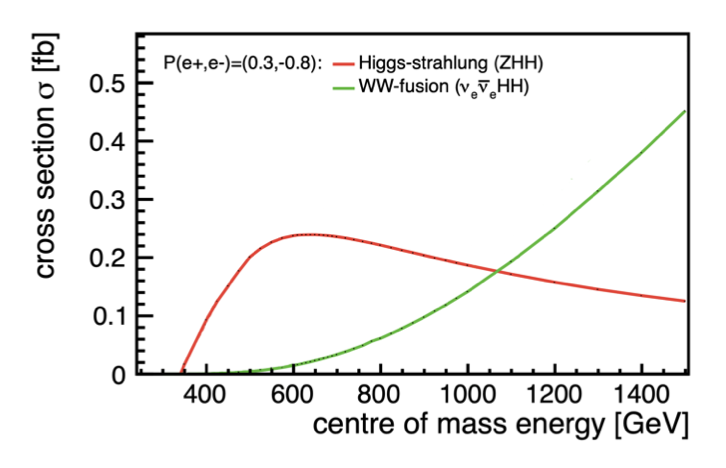 P(e+,e-)=(0.3,-0.8): Higgs-strahlung (ZHH)
WW-fusion (νₑν̅ₑHH)
cross section σ [fb]
0.5
0.4
0.3
0.2
0.1
0
400 600 800 1000 1200 1400
centre of mass energy [GeV]